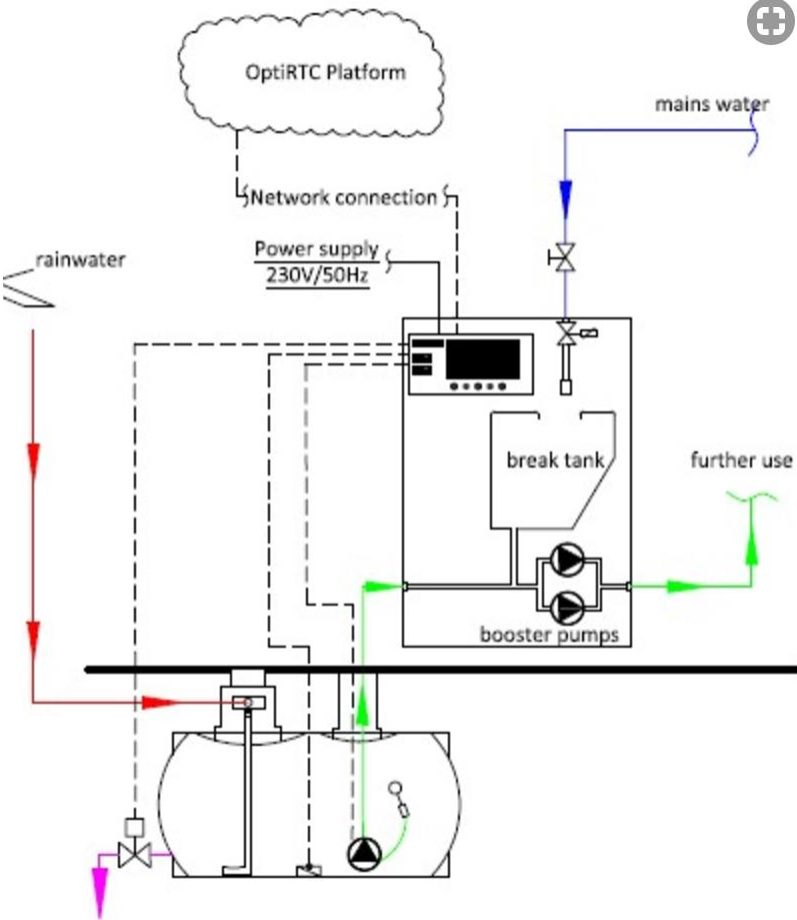 OptiRTC Platform
mains water
Network connection
Power supply
230V/50Hz
rainwater
break tank
further use
booster pumps